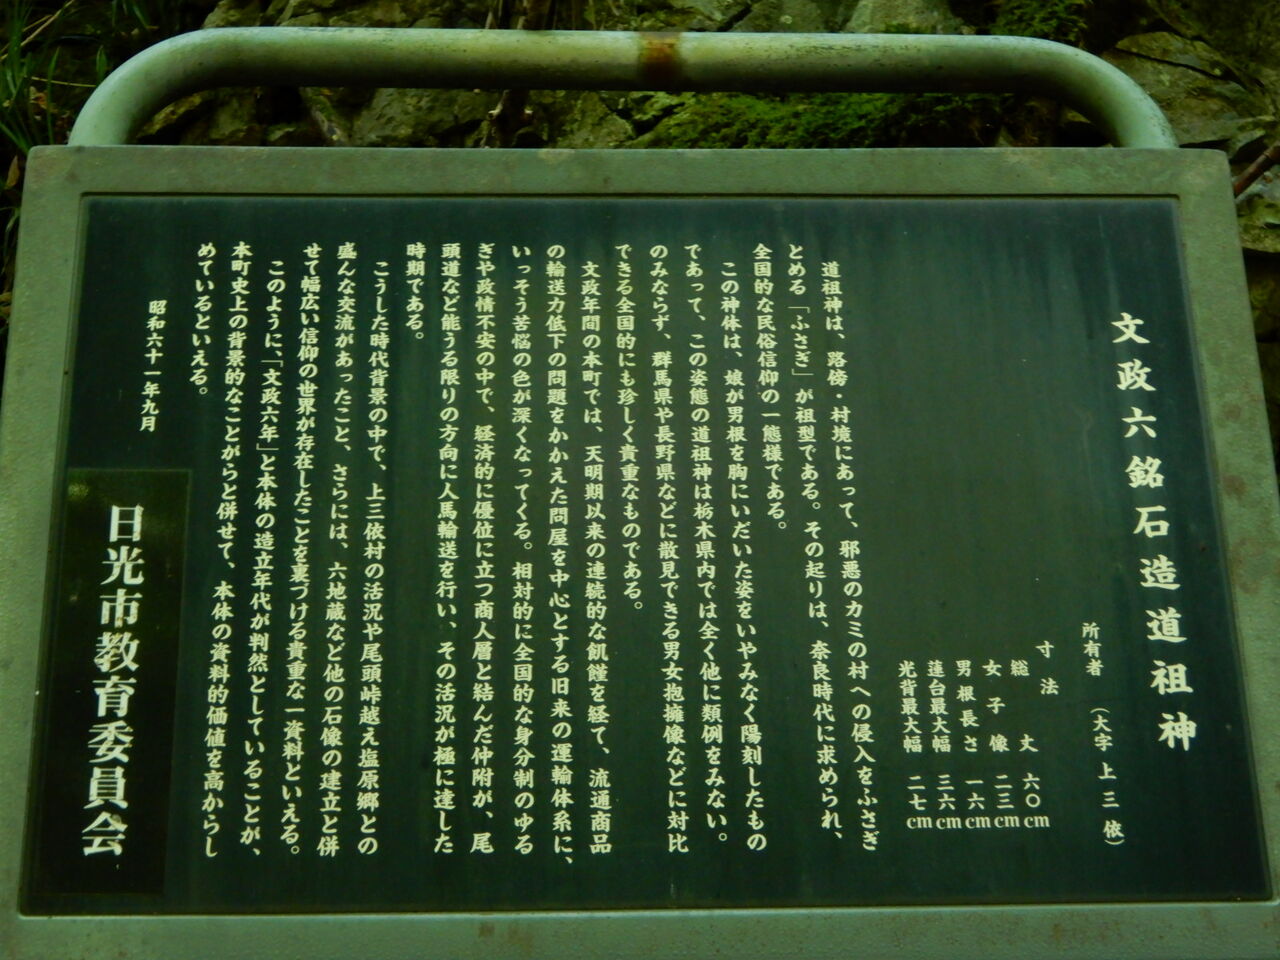 文政六銘石造道祖神
所有者 (大字上三依)
寸法
総丈 六〇cm
女子像 二三cm
男根長さ 一六cm
蓮台最大幅 三六cm
光背最大幅 二七cm
道祖神は、路傍・村境にあって、邪悪のカミの村への侵入をふさぎ
とめる「ふさぎ」が祖型である。その起りは、奈良時代に求められ、
全国的な民俗信仰の一態様である。
この神体は、娘が男根を胸にいだいた姿をいやみなく陽刻したもの
であって、この姿態の道祖神は栃木県内では全く他に類例をみない。
のみならず、群馬県や長野県などに散見できる男女抱擁像などに対比
できる全国的にも珍しく貴重なものである。
文政年間の本町では、天明期以来の連続的な飢饉を経て、流通商品
の輸送力低下の問題をかかえた問屋を中心とする旧来の運輸体系に、
いっそう苦悩の色が深くなってくる。相対的に全国的な身分制のゆる
ぎや政情不安の中で、経済的に優位に立つ商人層と結んだ仲附が、尾
頭道など能うる限りの方向に人馬輸送を行い、その活況が極に達した
時期である。
こうした時代背景の中で、上三依村の活況や尾頭峠越え塩原郷との
盛んな交流があったこと、さらには、六地蔵など他の石像の建立と併
せて幅広い信仰の世界が存在したことを裏づける貴重な一資料といえる。
このように、「文政六年」と本体の造立年代が判然としていることが、
本町史上の背景的なことがらと併せて、本体の資料的価値を高からし
めているといえる。
昭和六十一年九月
日光市教育委員会